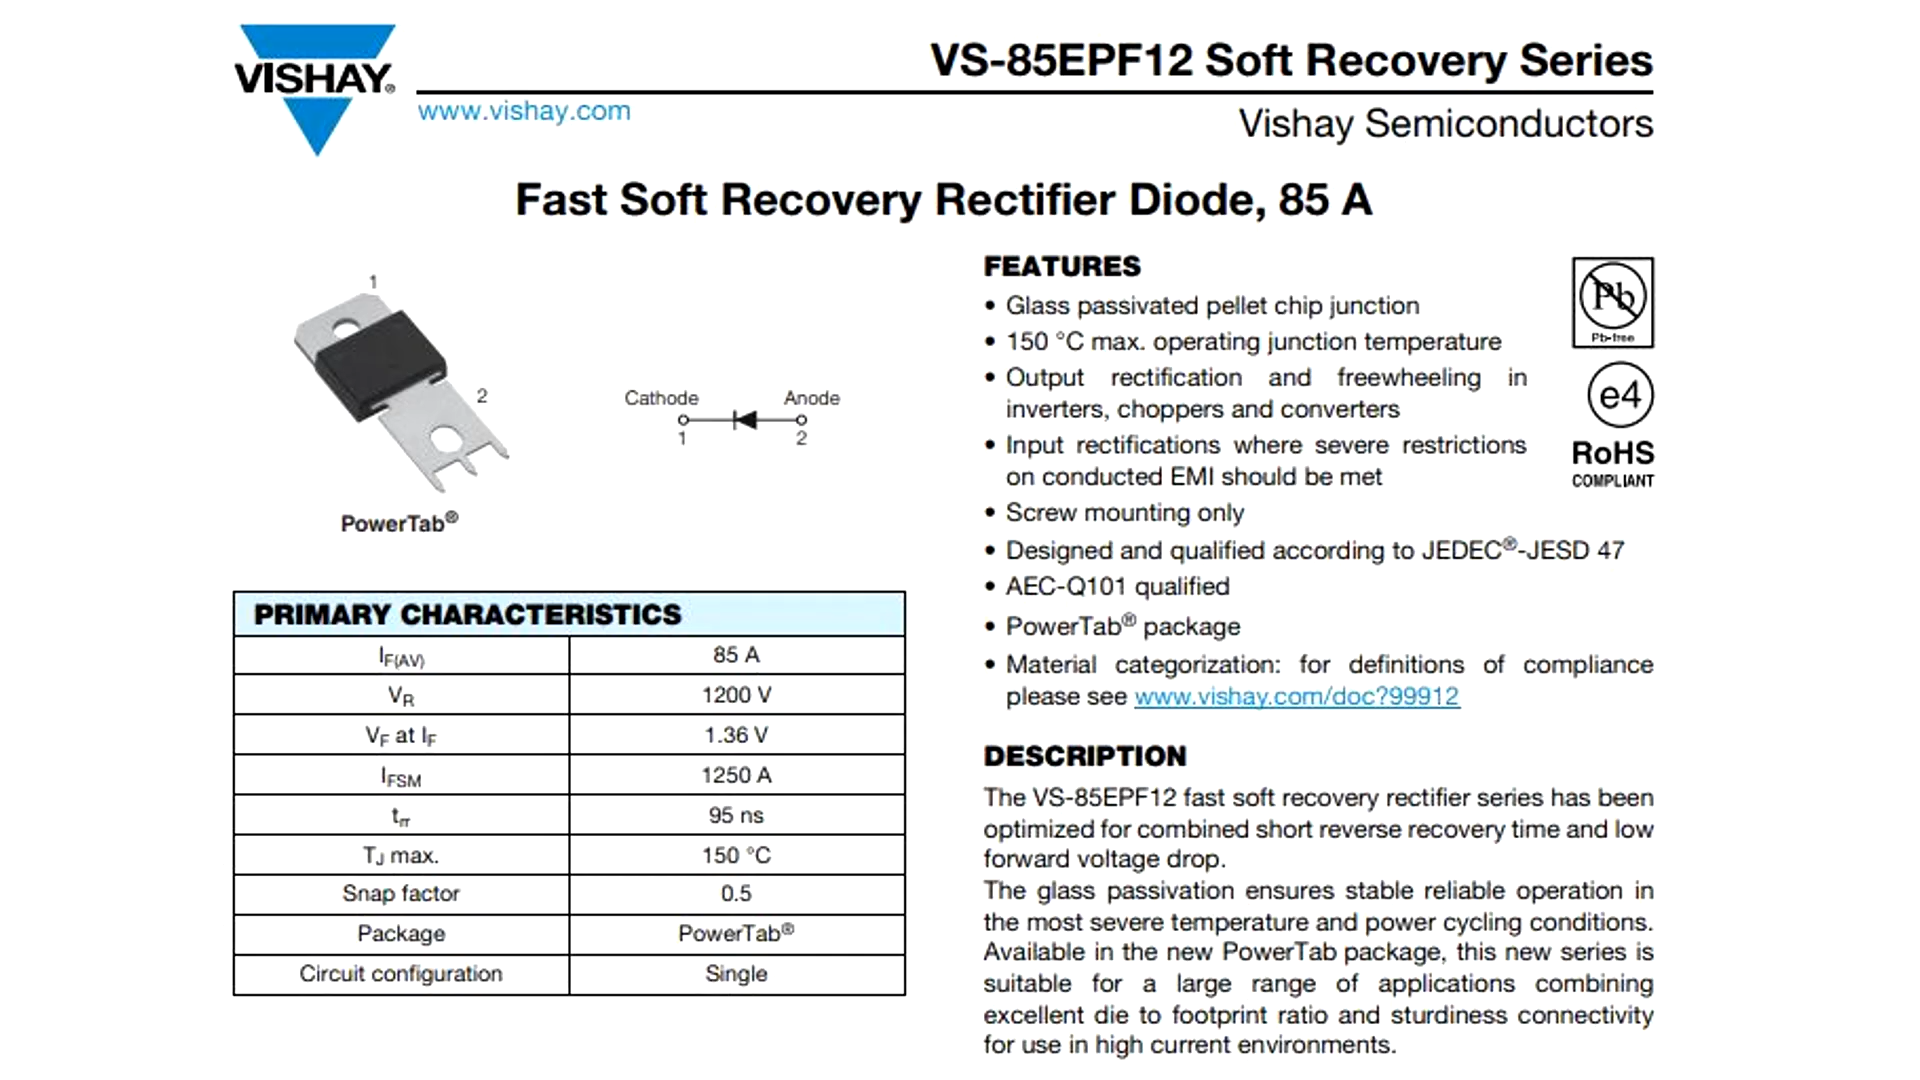 VISHAY®
www.vishay.com
VS-85EPF12 Soft Recovery Series
Vishay Semiconductors
Fast Soft Recovery Rectifier Diode, 85 A
1
2
PowerTab®
Cathode
Anode
1
2
PRIMARY CHARACTERISTICS
IF(AV) 85 A
VR 1200 V
VF at IF 1.36 V
IFSM 1250 A
trr 95 ns
TJ max. 150 °C
Snap factor 0.5
Package PowerTab®
Circuit configuration Single
FEATURES
• Glass passivated pellet chip junction
• 150 °C max. operating junction temperature
• Output rectification and freewheeling in
inverters, choppers and converters
• Input rectifications where severe restrictions
on conducted EMI should be met
• Screw mounting only
• Designed and qualified according to JEDEC®-JESD 47
• AEC-Q101 qualified
• PowerTab® package
• Material categorization: for definitions of compliance
please see www.vishay.com/doc?99912
Pb
Pb-free
e4
RoHS
COMPLIANT
DESCRIPTION
The VS-85EPF12 fast soft recovery rectifier series has been
optimized for combined short reverse recovery time and low
forward voltage drop.
The glass passivation ensures stable reliable operation in
the most severe temperature and power cycling conditions.
Available in the new PowerTab package, this new series is
suitable for a large range of applications combining
excellent die to footprint ratio and sturdiness connectivity
for use in high current environments.